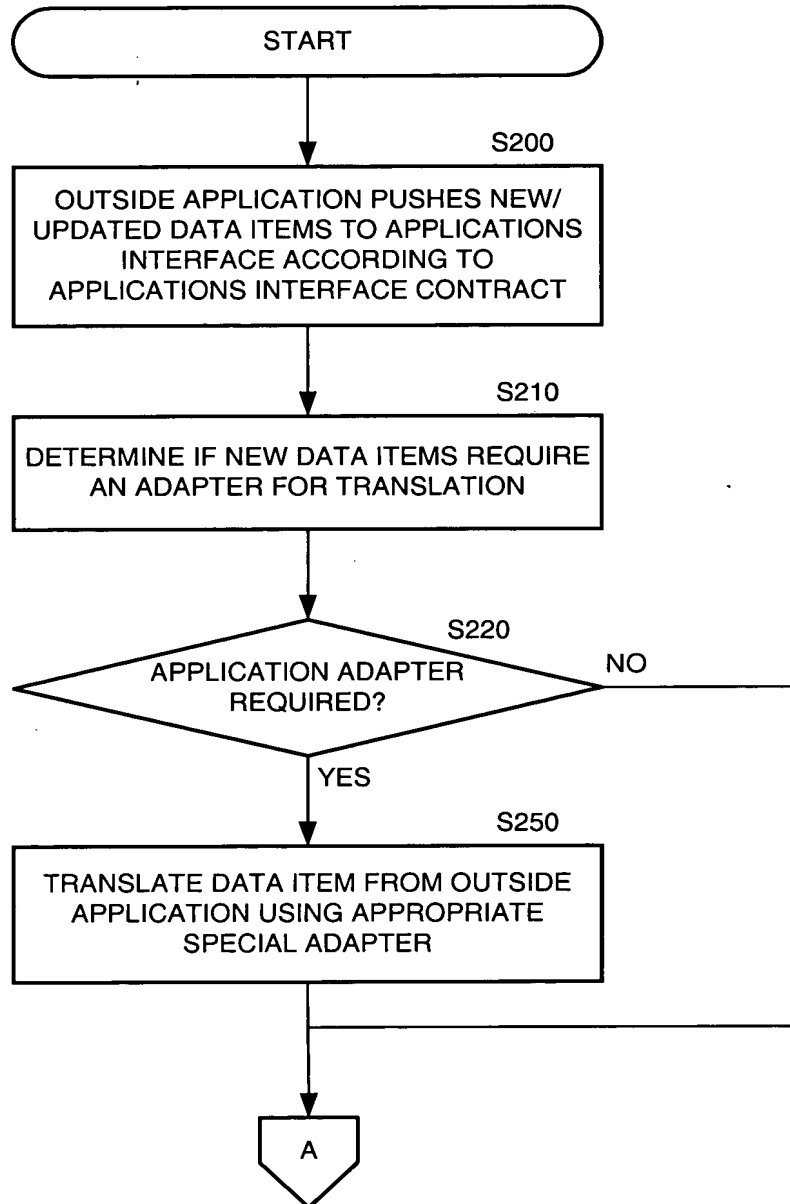 START
S200
OUTSIDE APPLICATION PUSHES NEW/
UPDATED DATA ITEMS TO APPLICATIONS
INTERFACE ACCORDING TO
APPLICATIONS INTERFACE CONTRACT
S210
DETERMINE IF NEW DATA ITEMS REQUIRE
AN ADAPTER FOR TRANSLATION
S220
APPLICATION ADAPTER
REQUIRED?
NO
YES
S250
TRANSLATE DATA ITEM FROM OUTSIDE
APPLICATION USING APPROPRIATE
SPECIAL ADAPTER
A